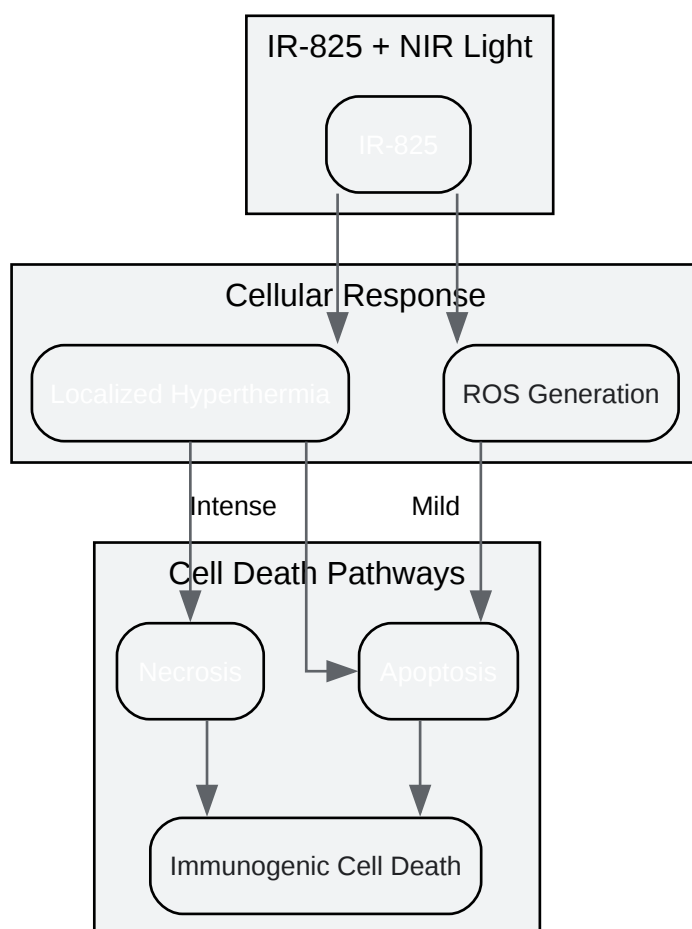 IR-825 + NIR Light
IR-825
Cellular Response
Localized Hyperthermia
ROS Generation
Intense
Mild
Cell Death Pathways
Necrosis
Apoptosis
Immunogenic Cell Death